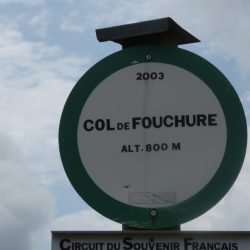 2003
COL DE FOUCHURE
ALT. 800 M
CIRCUIT DU SOUVENIR FRANÇAIS